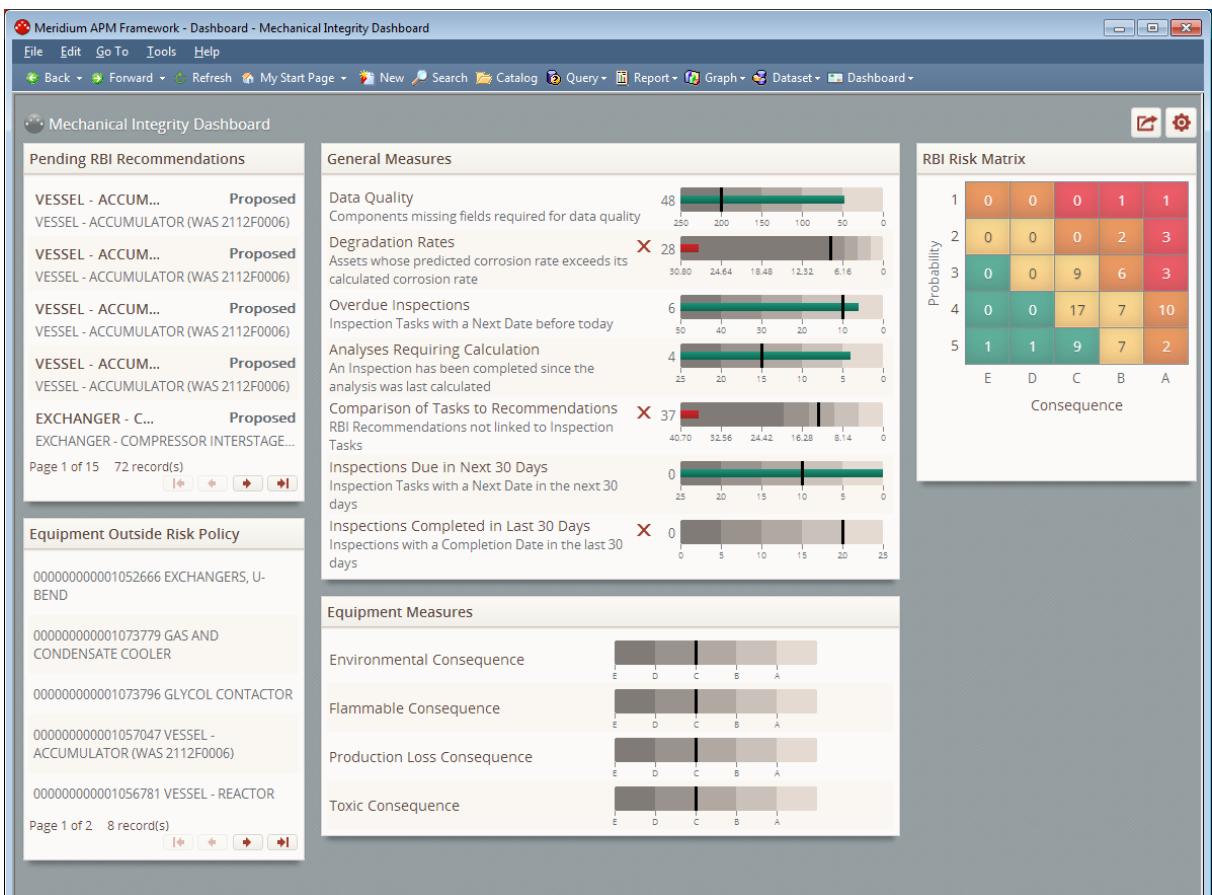 Meridium APM Framework - Dashboard - Mechanical Integrity Dashboard
File Edit Go To Tools Help
Back Forward Refresh My Start Page New Search Catalog Query Report Graph Dataset Dashboard
Mechanical Integrity Dashboard
Pending RBI Recommendations
VESSEL - ACCUM... Proposed
VESSEL - ACCUMULATOR (WAS 2112F0006)
VESSEL - ACCUM... Proposed
VESSEL - ACCUMULATOR (WAS 2112F0006)
VESSEL - ACCUM... Proposed
VESSEL - ACCUMULATOR (WAS 2112F0006)
VESSEL - ACCUM... Proposed
VESSEL - ACCUMULATOR (WAS 2112F0006)
EXCHANGER - C... Proposed
EXCHANGER - COMPRESSOR INTERSTAGE...
Page 1 of 15 72 record(s)
Equipment Outside Risk Policy
000000000001052666 EXCHANGERS, U-
BEND
000000000001073779 GAS AND
CONDENSATE COOLER
000000000001073796 GLYCOL CONTACTOR
000000000001057047 VESSEL -
ACCUMULATOR (WAS 2112F0006)
000000000001056781 VESSEL - REACTOR
Page 1 of 2 8 record(s)
General Measures
Data Quality
Components missing fields required for data quality
48
250 200 150 100 50 0
Degradation Rates
Assets whose predicted corrosion rate exceeds its
calculated corrosion rate
X 28
30.80 24.64 18.48 12.32 6.16 0
Overdue Inspections
Inspection Tasks with a Next Date before today
6
50 40 30 20 10 0
Analyses Requiring Calculation
An Inspection has been completed since the
analysis was last calculated
4
25 20 15 10 5 0
Comparison of Tasks to Recommendations
RBI Recommendations not linked to Inspection
Tasks
X 37
40.70 32.56 24.42 16.28 8.14 0
Inspections Due in Next 30 Days
Inspection Tasks with a Next Date in the next 30
days
0
25 20 15 10 5 0
Inspections Completed in Last 30 Days
Inspections with a Completion Date in the last 30
days
X 0
0 5 10 15 20 25
Equipment Measures
Environmental Consequence
E D C B A
Flammable Consequence
E D C B A
Production Loss Consequence
E D C B A
Toxic Consequence
E D C B A
RBI Risk Matrix
Probability
1 0 0 0 1 1
2 0 0 0 2 3
3 0 0 9 6 3
4 0 0 17 7 10
5 1 1 9 7 2
E D C B A
Consequence